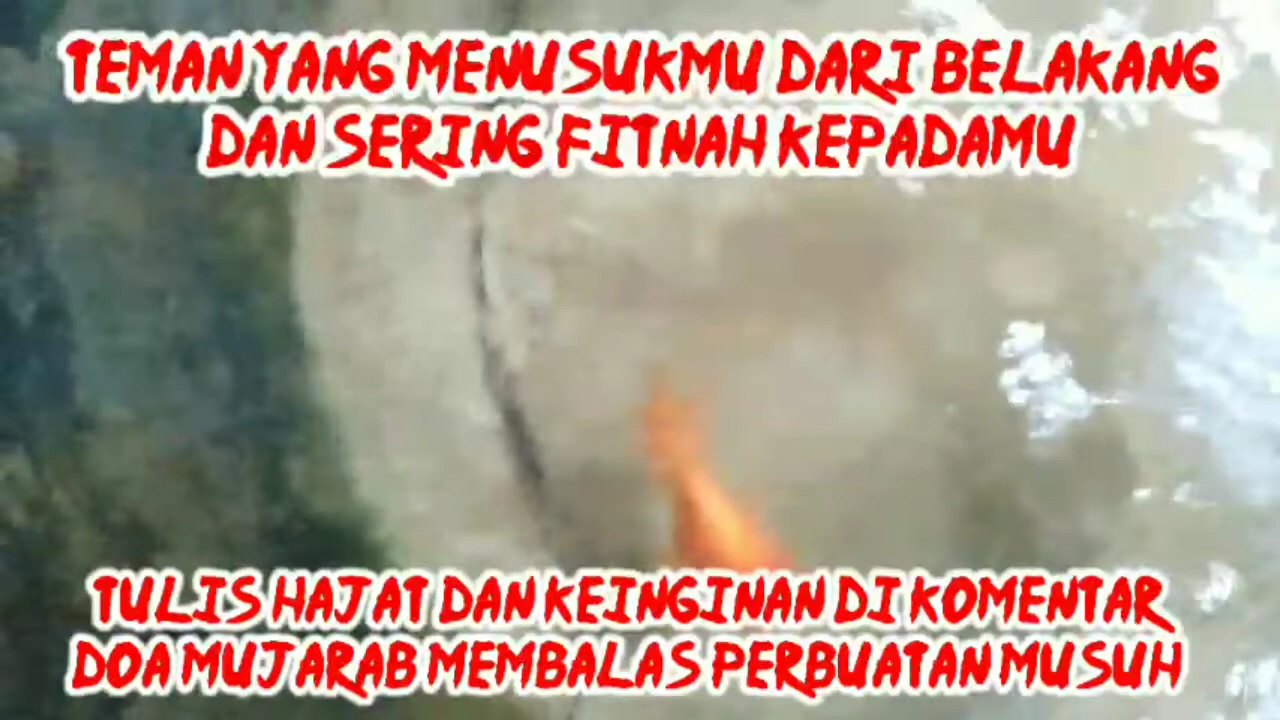 TEMAN YANG MENUSUKMU DARI BELAKANG
DAN SERING FITNAH KEPADAMU
TULIS HAJAT DAN KEINGINAN DI KOMENTAR
DOA MUJARAB MEMBALAS PERBUATAN MUSUH